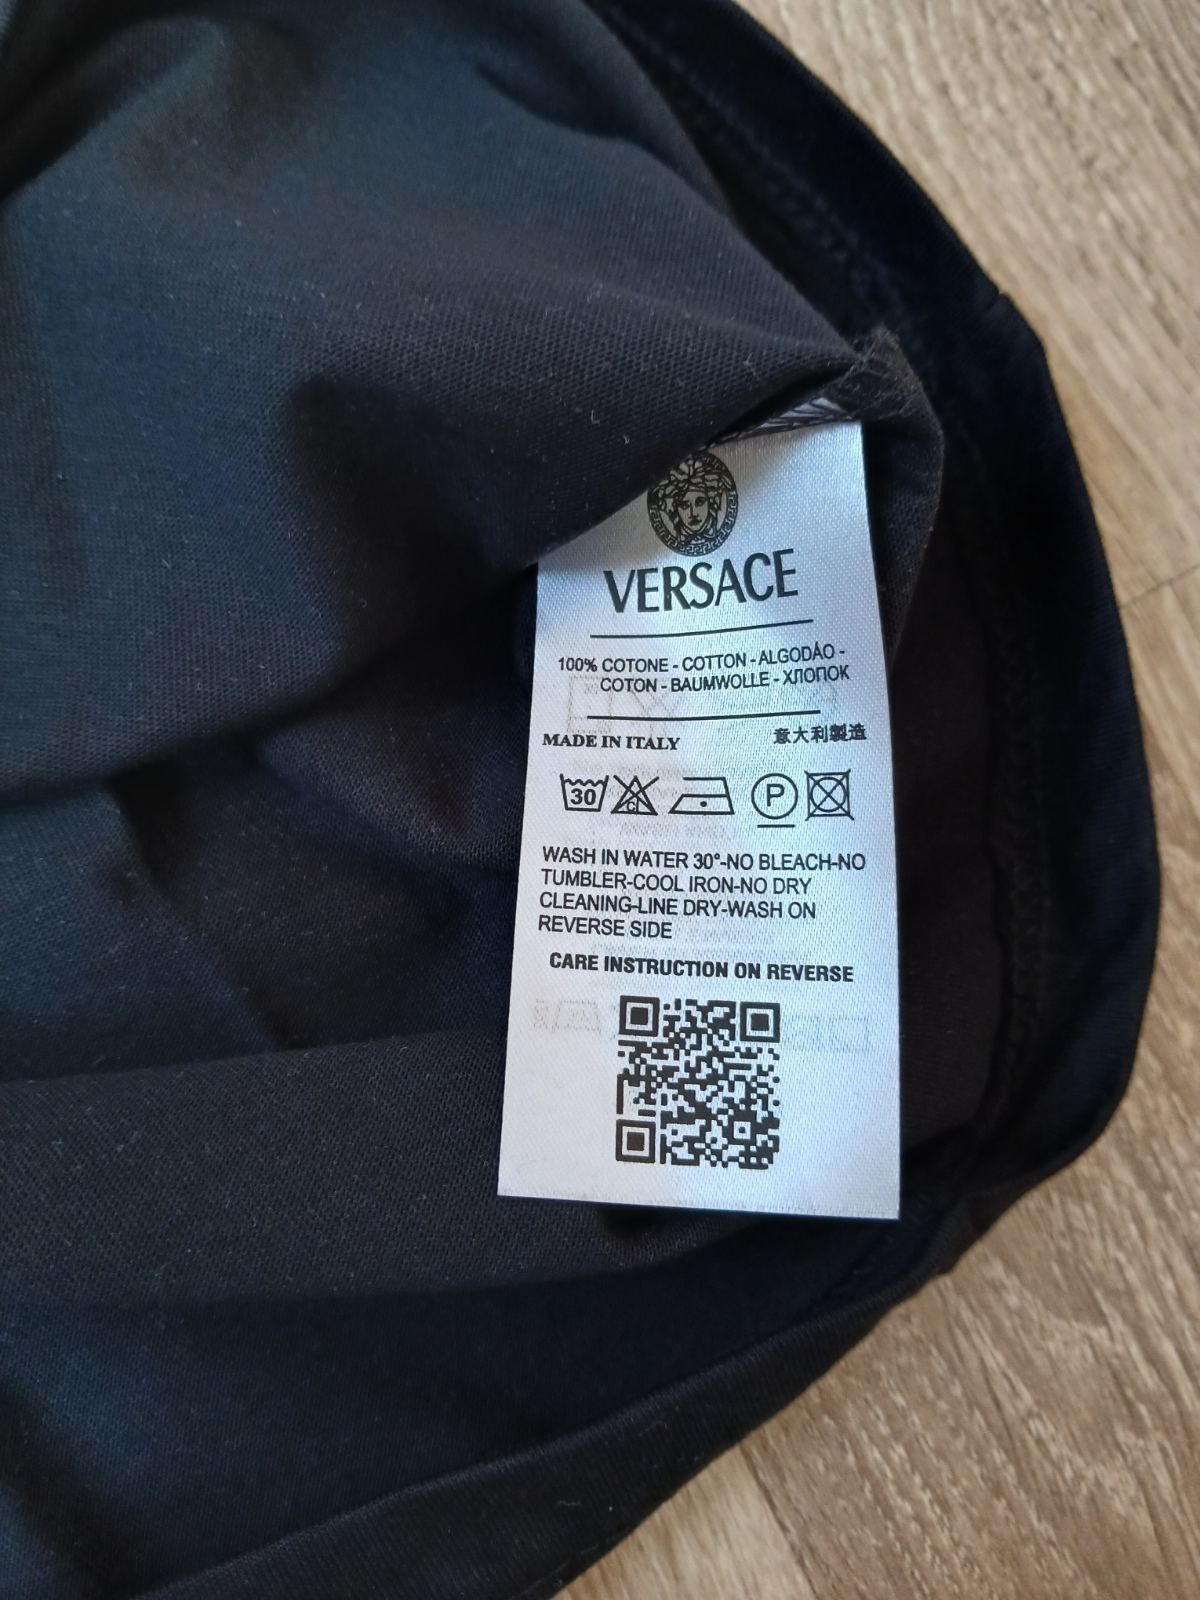 VERSACE
100% COTONE - COTTON - ALGODÅO -
COTON - BAUMWOLLE - ХЛОПОК
MADE IN ITALY 意大利製造
30 CL P
WASH IN WATER 30°-NO BLEACH-NO
TUMBLER-COOL IRON-NO DRY
CLEANING-LINE DRY-WASH ON
REVERSE SIDE
CARE INSTRUCTION ON REVERSE